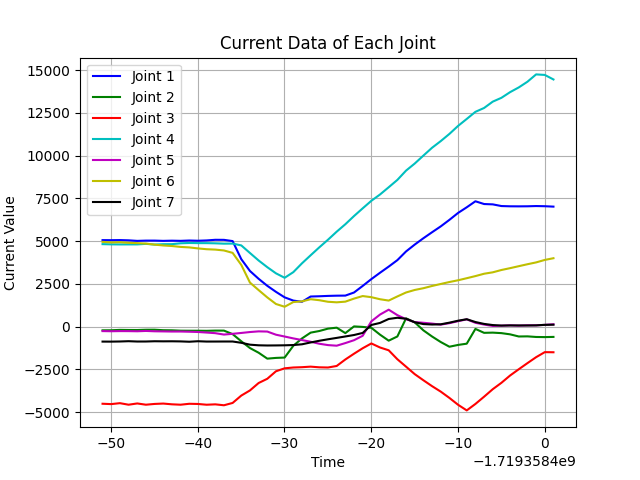 Current Data of Each Joint
Joint 1
Joint 2
Joint 3
Joint 4
Joint 5
Joint 6
Joint 7
15000
12500
10000
7500
5000
2500
0
−2500
−5000
Current Value
−50
−40
−30
−20
−10
0
Time
−1.7193584e9